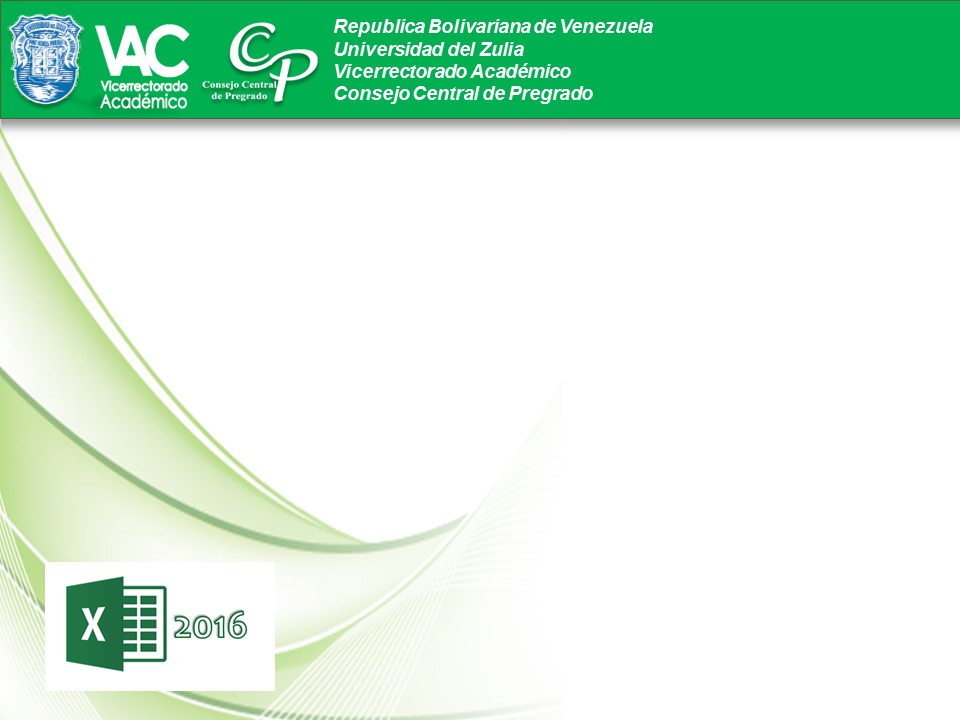 Republica Bolivariana de Venezuela
Universidad del Zulia
Vicerrectorado Académico
Consejo Central de Pregrado
VAC
Vicerrectorado
Académico
CCP
Consejo Central
de Pregrado
X
2016